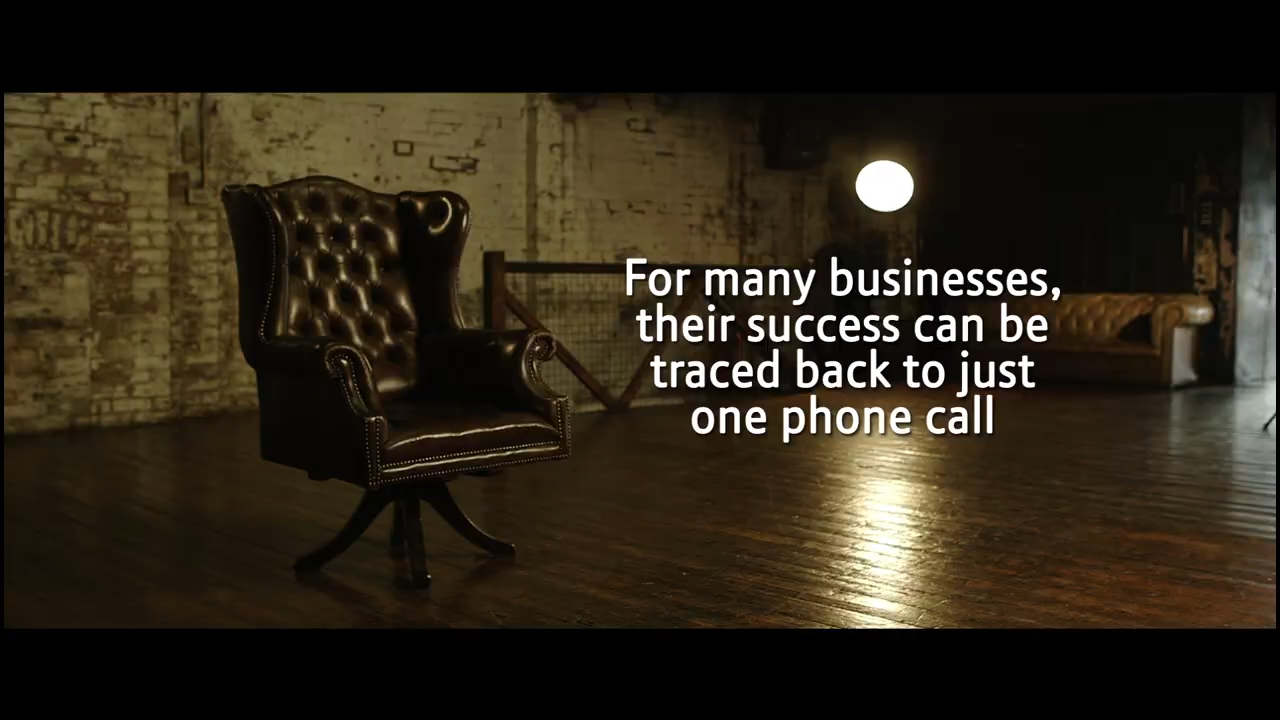 For many businesses,
their success can be
traced back to just
one phone call